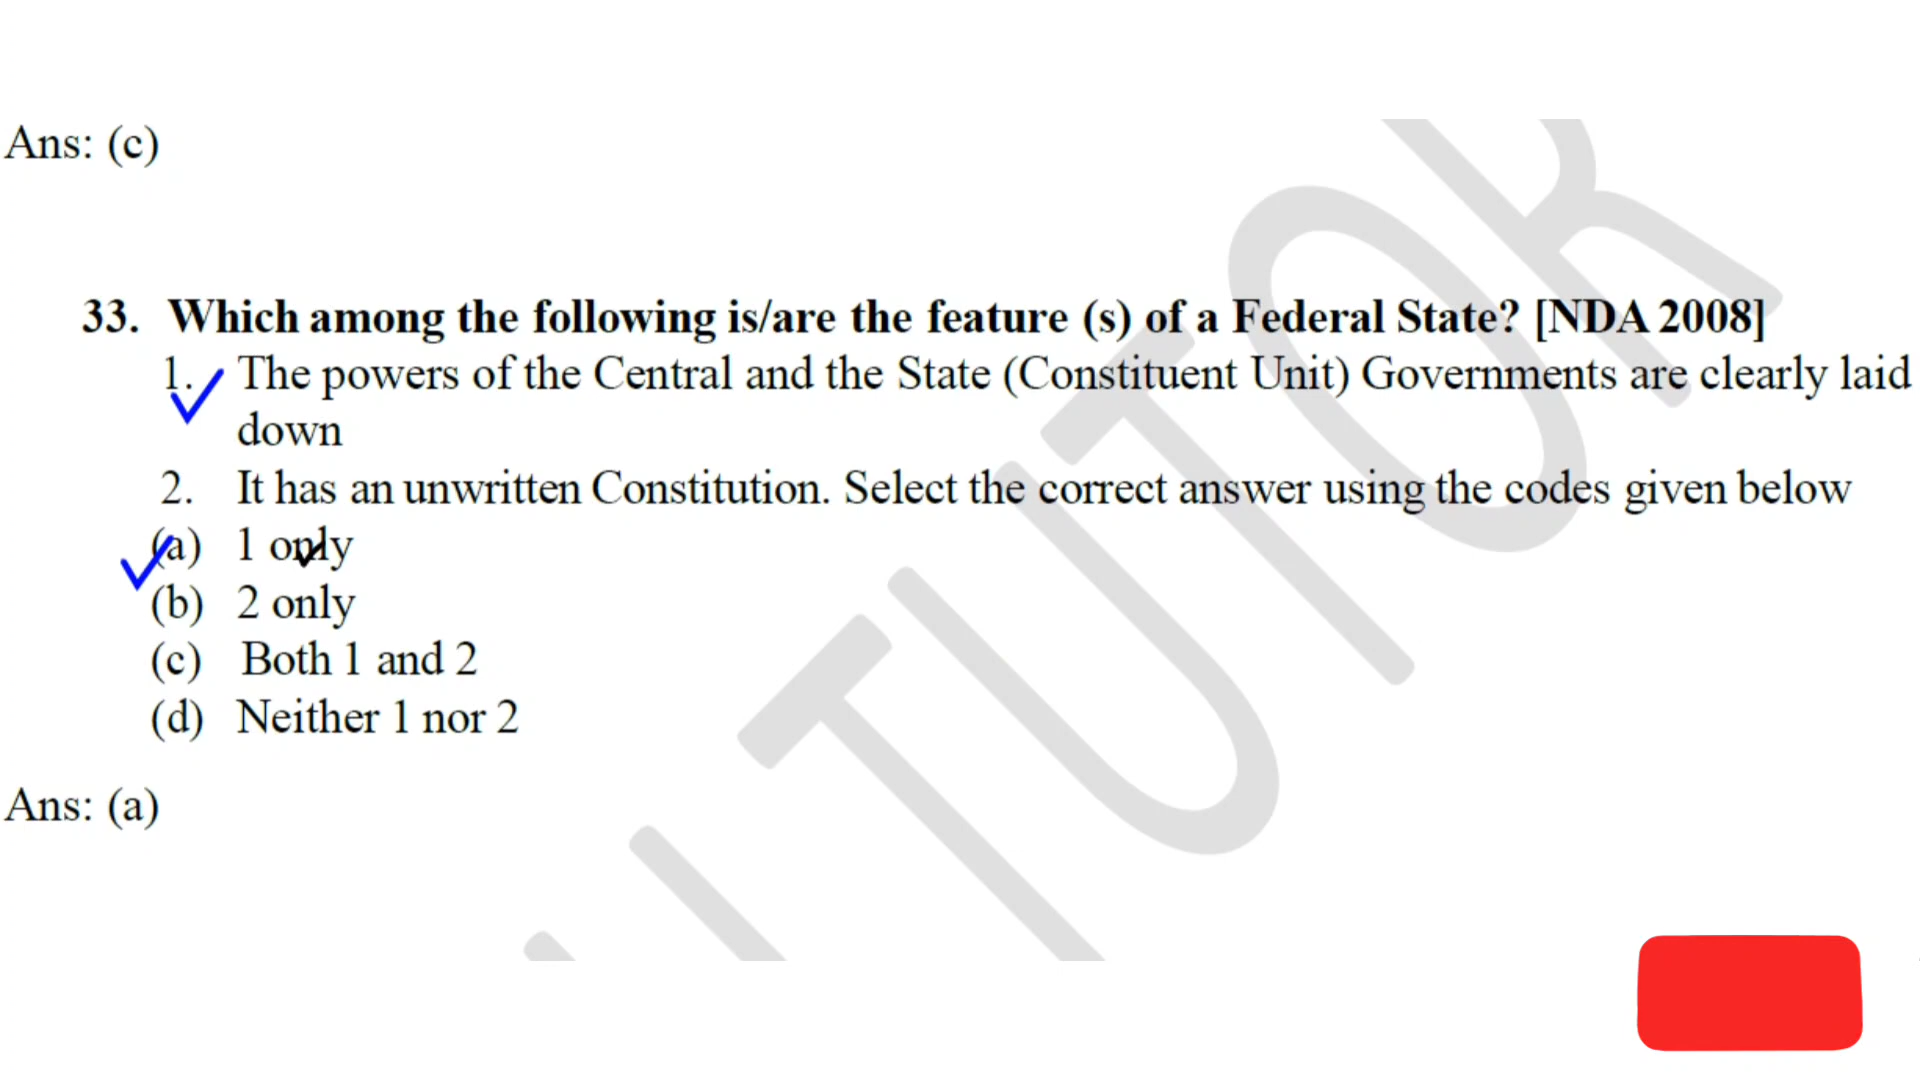 Ans: (c)
33. Which among the following is/are the feature (s) of a Federal State? [NDA 2008]
1. The powers of the Central and the State (Constituent Unit) Governments are clearly laid
down
2. It has an unwritten Constitution. Select the correct answer using the codes given below
(a) 1 only
(b) 2 only
(c) Both 1 and 2
(d) Neither 1 nor 2
Ans: (a)
TUTOR